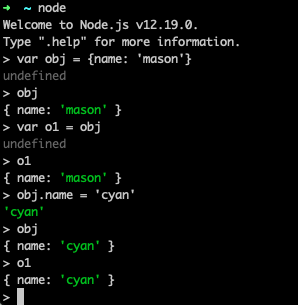 ➜ ~ node
Welcome to Node.js v12.19.0.
Type ".help" for more information.
> var obj = {name: 'mason'}
undefined
> obj
{ name: 'mason' }
> var o1 = obj
undefined
> o1
{ name: 'mason' }
> obj.name = 'cyan'
'cyan'
> obj
{ name: 'cyan' }
> o1
{ name: 'cyan' }
>